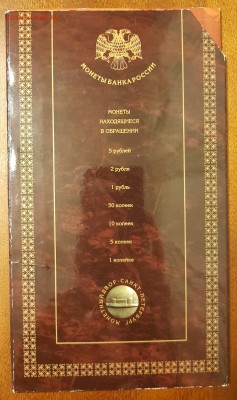 МОНЕТЫ БАНКА РОССИИ
МОНЕТЫ
НАХОДЯЩИЕСЯ
В ОБРАЩЕНИИ
5 рублей
2 рубля
1 рубль
50 копеек
10 копеек
5 копеек
1 копейка
МОНЕТНЫЙ ДВОР · САНКТ-ПЕТЕРБУРГ